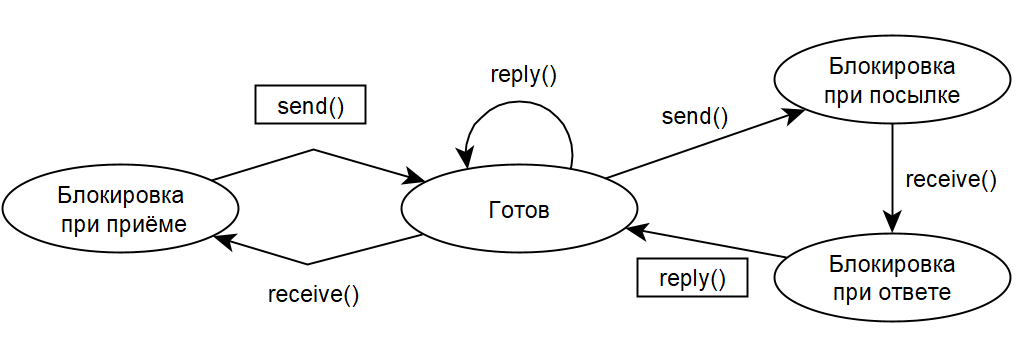 reply()
send()
send()
Блокировка
при посылке
receive()
Блокировка
при приёме
Готов
receive()
reply()
Блокировка
при ответе